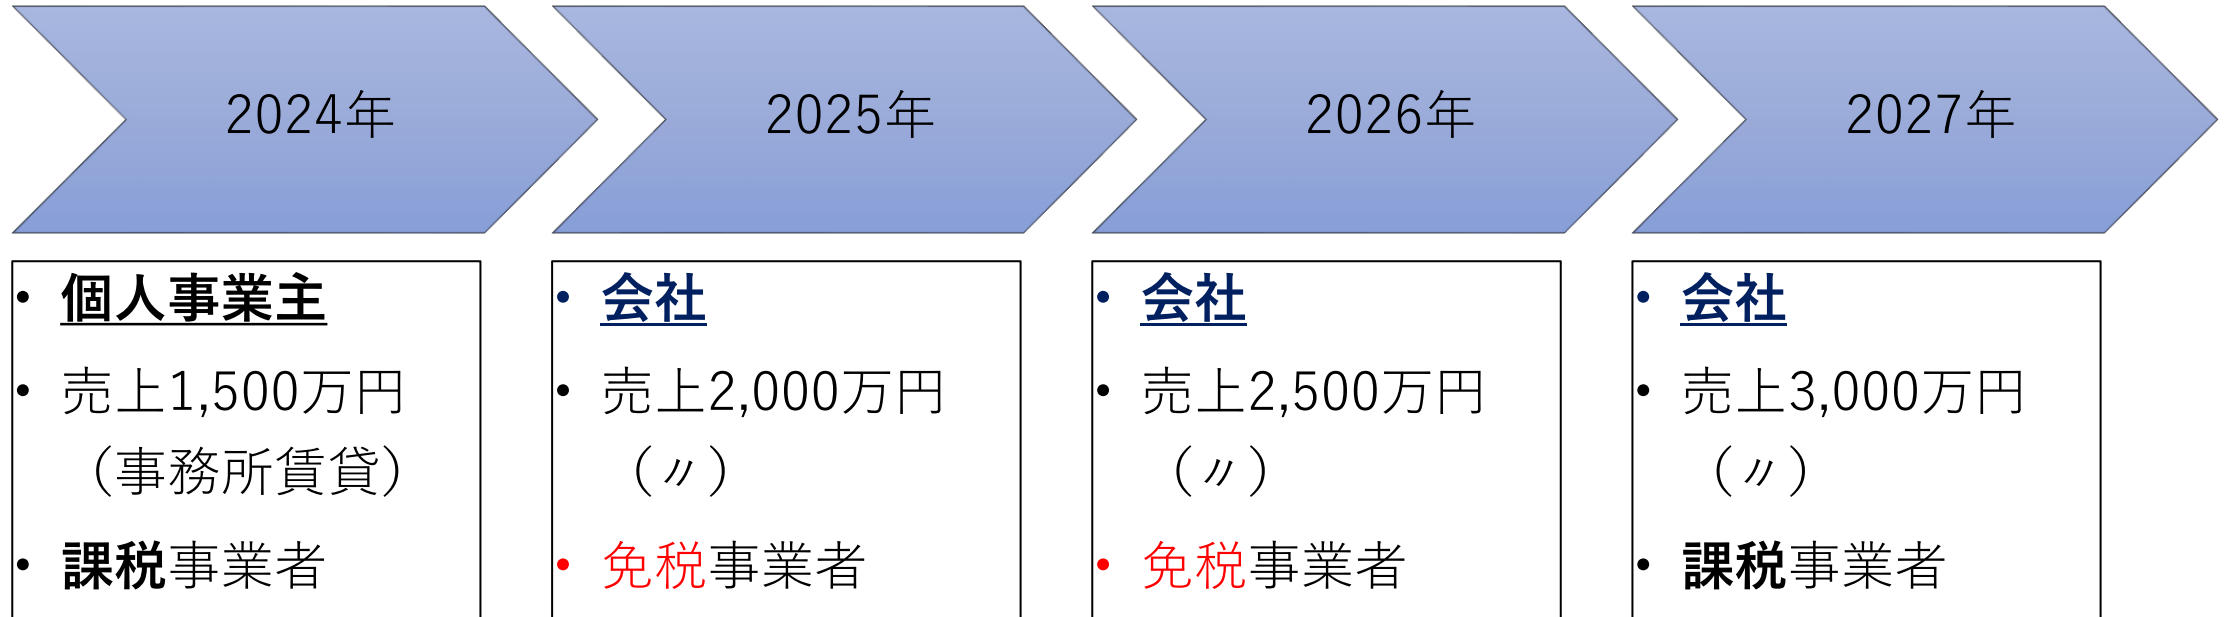 2024年
2025年
2026年
2027年
• 個人事業主
• 売上1,500万円
（事務所賃貸）
• 課税事業者
• 会社
• 売上2,000万円
（〃）
• 免税事業者
• 会社
• 売上2,500万円
（〃）
• 免税事業者
• 会社
• 売上3,000万円
（〃）
• 課税事業者